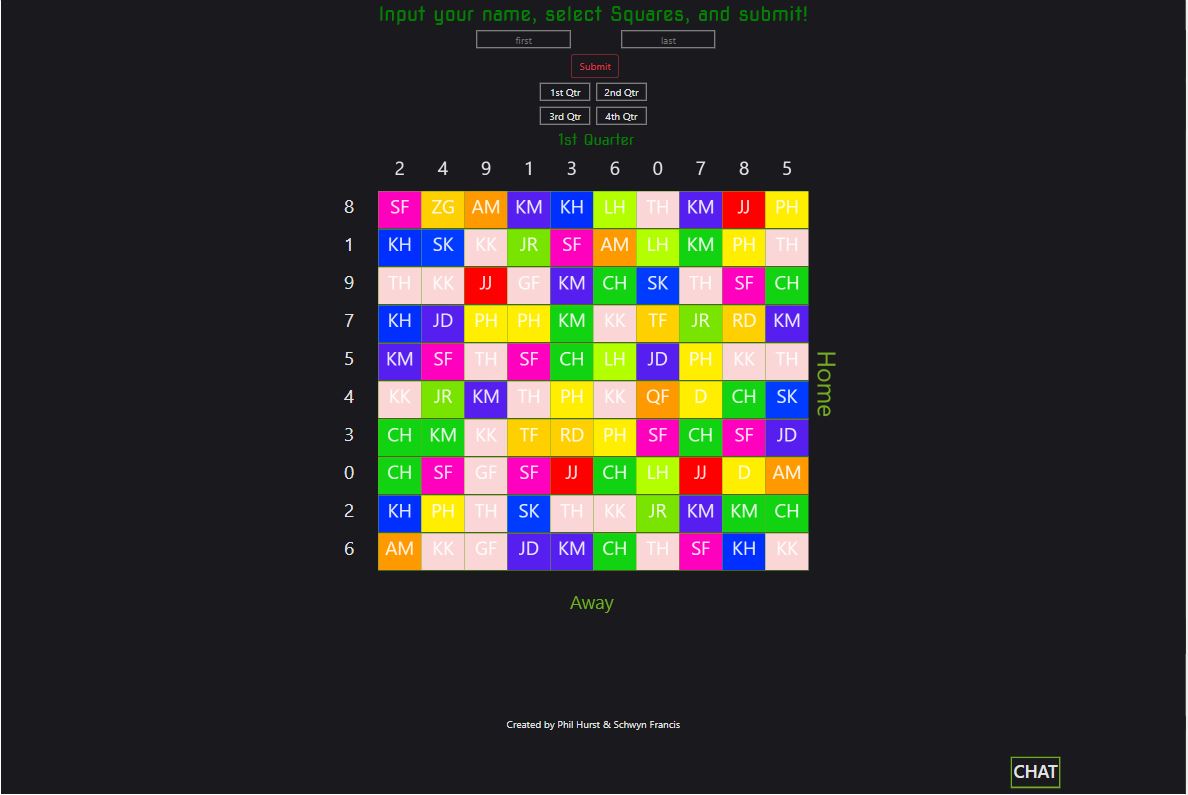 Input your name, select Squares, and submit!
first last
Submit
1st Qtr 2nd Qtr
3rd Qtr 4th Qtr
1st Quarter
2 4 9 1 3 6 0 7 8 5
8 SF ZG AM KM KH LH TH KM JJ PH
1 KH SK KK JR SF AM LH KM PH TH
9 TH KK JJ GF KM CH SK TH SF CH
7 KH JD PH PH KM KK TF JR RD KM
5 KM SF TH SF CH LH JD PH KK TH
4 KK JR KM TH PH KK QF D CH SK
3 CH KM KK TF RD PH SF CH SF JD
0 CH SF GF SF JJ CH LH JJ D AM
2 KH PH TH SK TH KK JR KM KM CH
6 AM KK GF JD KM CH TH SF KH KK
Home
Away
Created by Phil Hurst & Schwyn Francis
CHAT